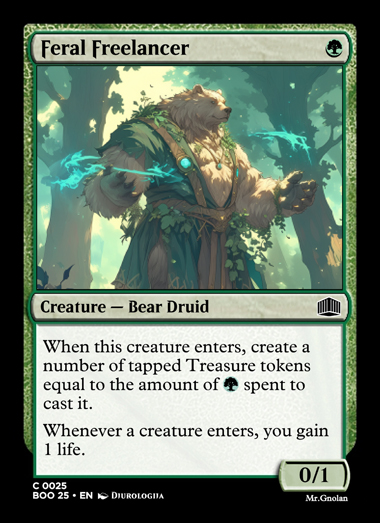 Feral Freelancer
Creature — Bear Druid
When this creature enters, create a
number of tapped Treasure tokens
equal to the amount of spent to
cast it.
Whenever a creature enters, you gain
1 life.
0/1
C 0025
BOO 25 • EN Djurologija
Mr.Gnolan